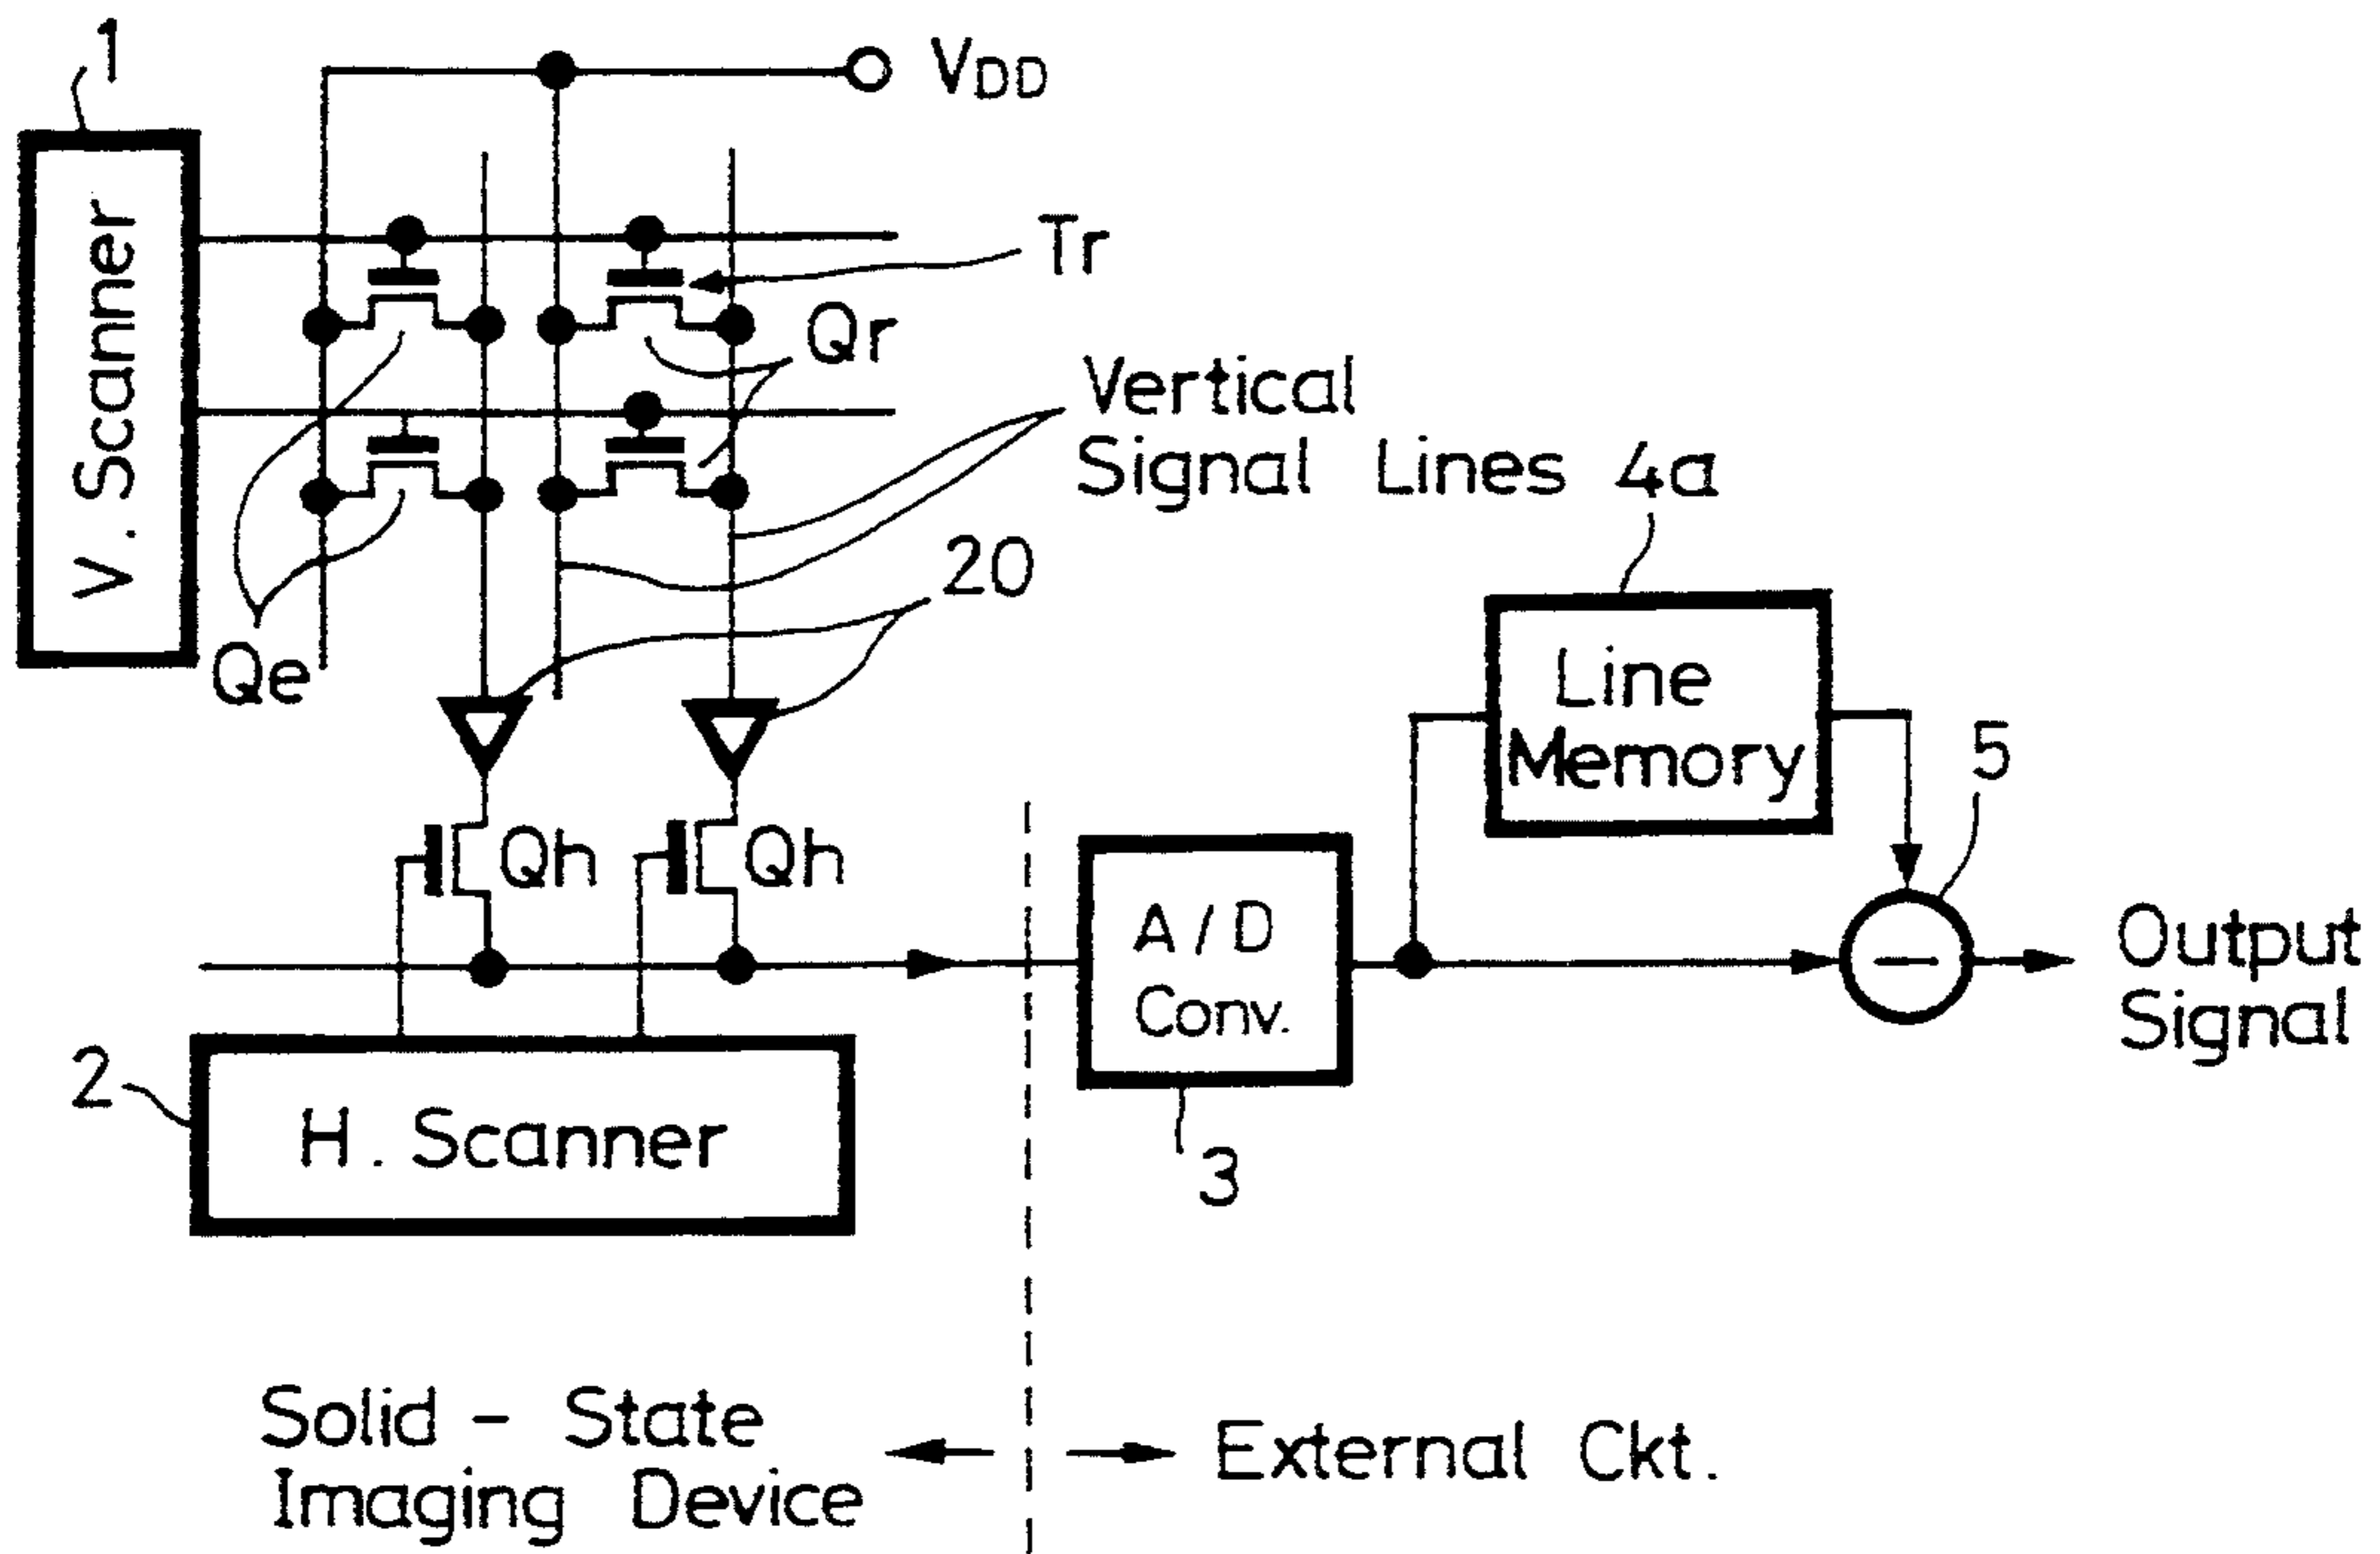 1
VDD
V. Scanner
Tr
Qr
Vertical
Signal Lines
4a
20
Qe
Line
Memory
5
Qh
Qh
A/D
Conv.
Output
Signal
2
H. Scanner
3
Solid - State
Imaging Device
External Ckt.